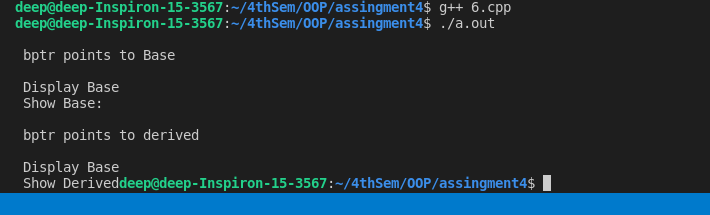 deep@deep-Inspiron-15-3567:~/4thSem/OOP/assingment4$ g++ 6.cpp
deep@deep-Inspiron-15-3567:~/4thSem/OOP/assingment4$ ./a.out
bptr points to Base
Display Base
Show Base:
bptr points to derived
Display Base
Show Deriveddeep@deep-Inspiron-15-3567:~/4thSem/OOP/assingment4$